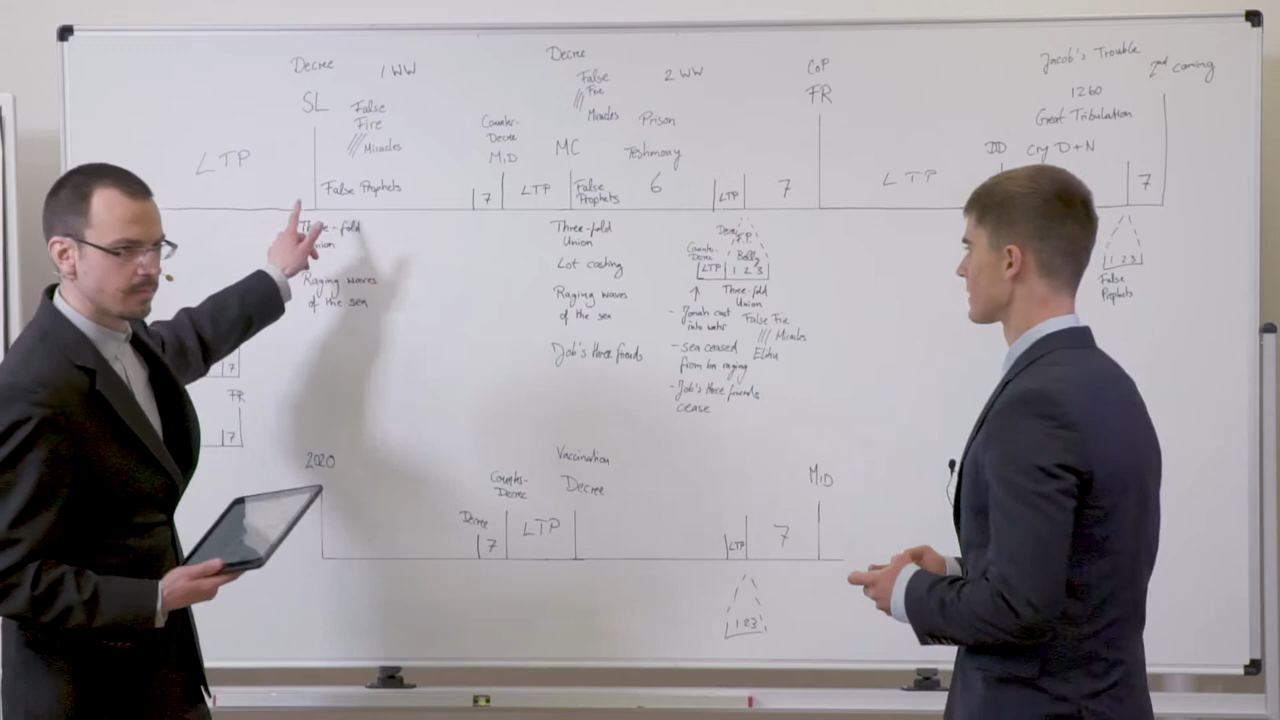 Decree
1 WW
SL
False
Fire
/// Miracles
LTP
False Prophets
Three-fold
Union
Raging waves
of the sea
7
FR
7
Counter-
Decree
MiD
7
LTP
Decree
False
Fire
/// Miracles
2 WW
MC
Prison
Testimony
False
Prophets
6
LTP
7
Three-fold
Union
Lot casting
Raging waves
of the sea
Job's three friends
F.P.
Counter-
Decree
LTP
1 2 3
Three-fold
Union
- Jonah cast
into water
False Fire
/// Miracles
Elihu
- sea ceased
from her raging
- Job's three friends
cease
CoP
FR
LTP
Jacob's Trouble
2nd coming
1260
Great Tribulation
DD
cry D+N
7
1 2 3
False
Prophets
2020
Counter-
Decree
Decree
7
LTP
Vaccination
Decree
LTP
7
MiD
1 2 3